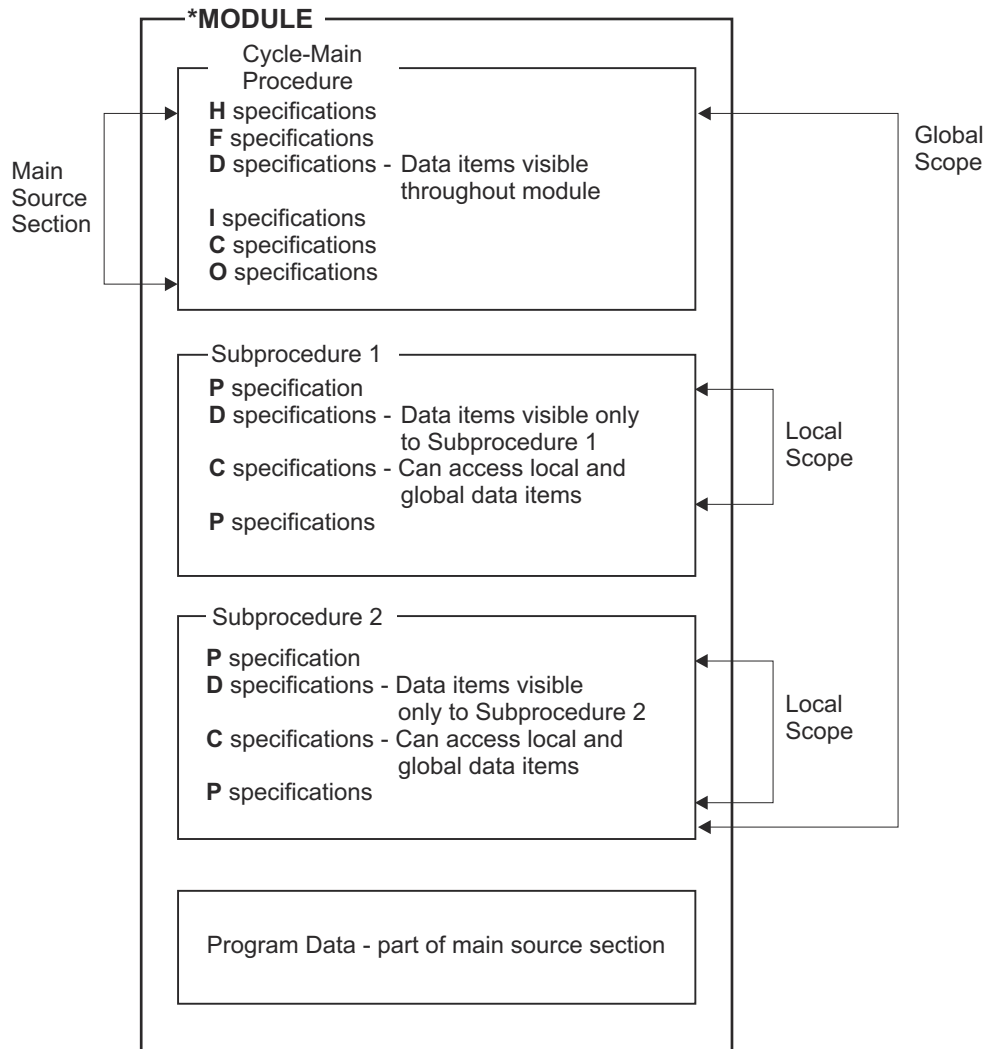 *MODULE
Cycle-Main
Procedure
H specifications
F specifications
D specifications - Data items visible
throughout module
I specifications
C specifications
O specifications
Main
Source
Section
Global
Scope
Subprocedure 1
P specification
D specifications - Data items visible only
to Subprocedure 1
C specifications - Can access local and
global data items
P specifications
Local
Scope
Subprocedure 2
P specification
D specifications - Data items visible
only to Subprocedure 2
C specifications - Can access local and
global data items
P specifications
Local
Scope
Program Data - part of main source section